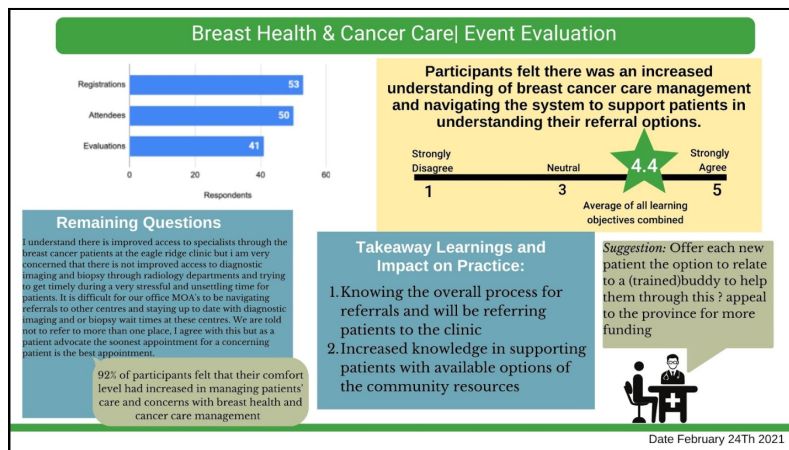 Breast Health & Cancer Care| Event Evaluation
Registrations
53
Attendees
50
Evaluations
41
0
20
40
60
Respondents
Participants felt there was an increased
understanding of breast cancer care management
and navigating the system to support patients in
understanding their referral options.
Strongly
Disagree
1
Neutral
3
4.4
Strongly
Agree
5
Average of all learning
objectives combined
Remaining Questions
I understand there is improved access to specialists through the
breast cancer patients at the eagle ridge clinic but i am very
concerned that there is not improved access to diagnostic
imaging and biopsy through radiology departments and trying
to get timely during a very stressful and unsettling time for
patients. It is difficult for our office MOA's to be navigating
referrals to other centres and staying up to date with diagnostic
imaging and or biopsy wait times at these centres. We are told
not to refer to more than one place, I agree with this but as a
patient advocate the soonest appointment for a concerning
patient is the best appointment.
92% of participants felt that their comfort
level had increased in managing patients'
care and concerns with breast health and
cancer care management
Takeaway Learnings and
Impact on Practice:
1. Knowing the overall process for
referrals and will be referring
patients to the clinic
2. Increased knowledge in supporting
patients with available options of
the community resources
Suggestion: Offer each new
patient the option to relate
to a (trained)buddy to help
them through this ? appeal
to the province for more
funding
Date February 24Th 2021